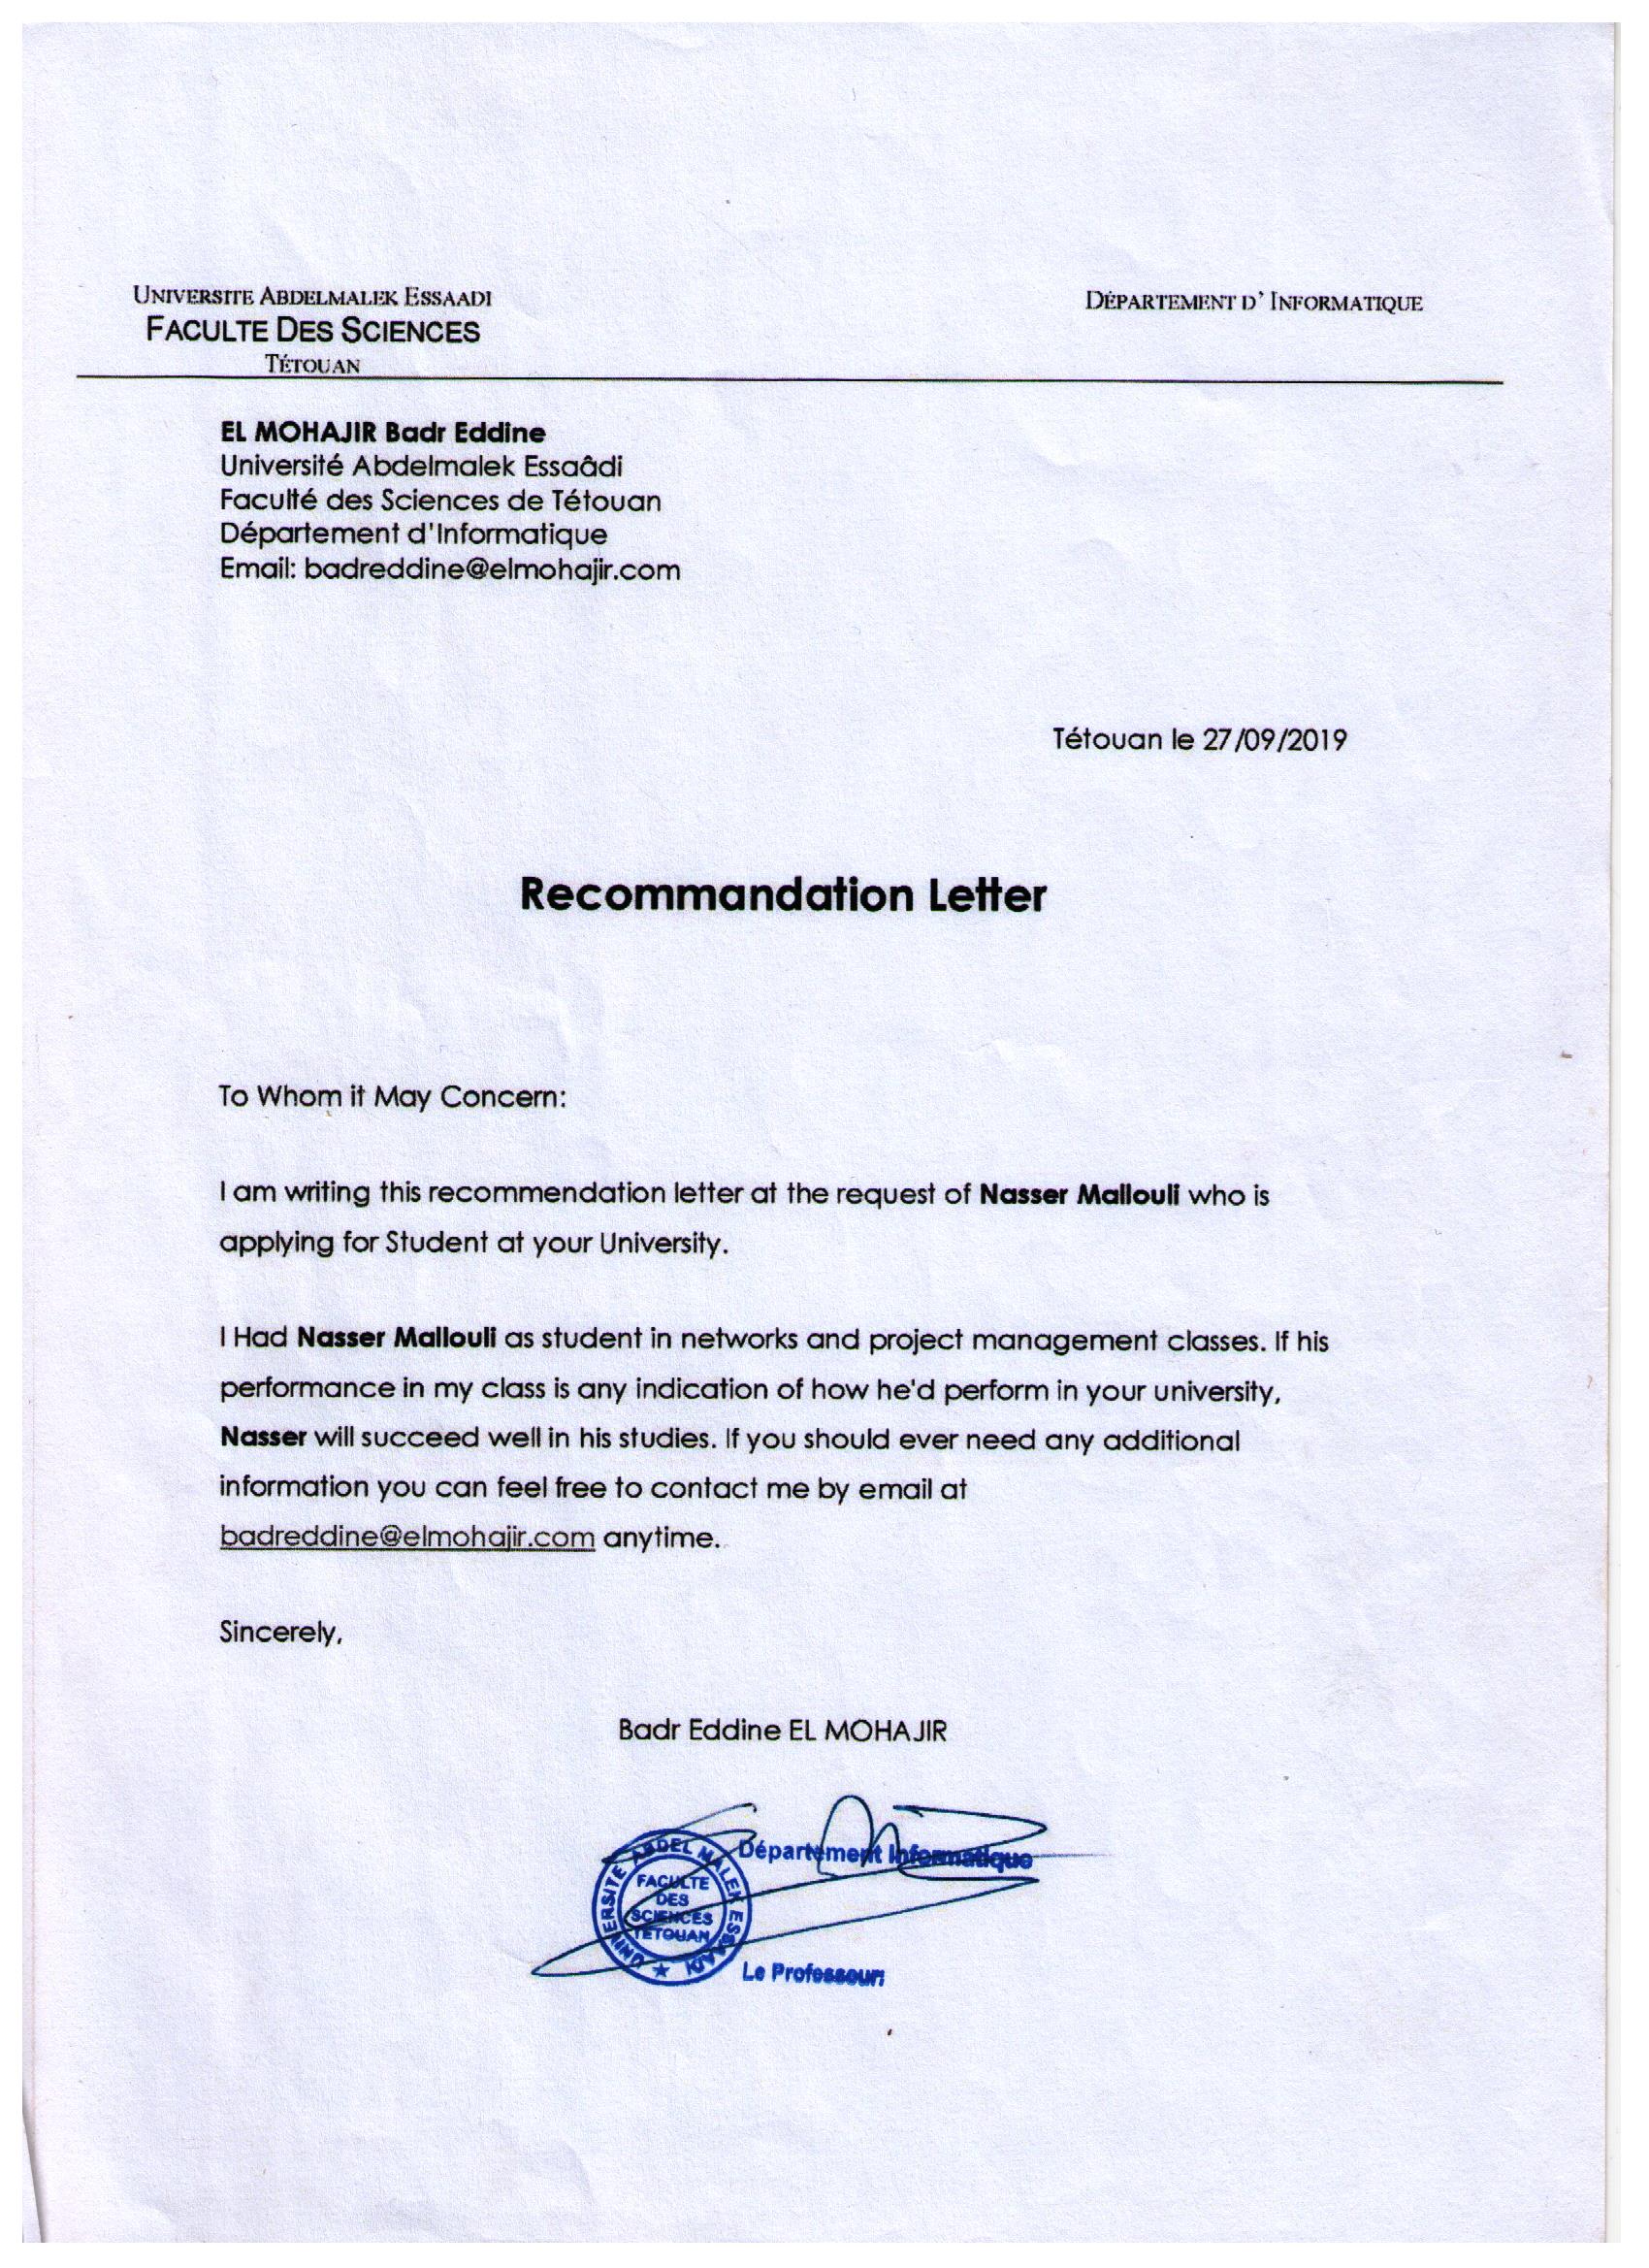 UNIVERSITE ABDELMALEK ESSAADI
FACULTE DES SCIENCES
TÉTOUAN
DÉPARTEMENT D' INFORMATIQUE
EL MOHAJIR Badr Eddine
Université Abdelmalek Essaâdi
Faculté des Sciences de Tétouan
Département d'Informatique
Email: badreddine@elmohajir.com
Tétouan le 27/09/2019
Recommandation Letter
To Whom it May Concern:
I am writing this recommendation letter at the request of Nasser Mallouli who is
applying for Student at your University.
I Had Nasser Mallouli as student in networks and project management classes. If his
performance in my class is any indication of how he'd perform in your university,
Nasser will succeed well in his studies. If you should ever need any additional
information you can feel free to contact me by email at
badreddine@elmohajir.com anytime.
Sincerely,
Badr Eddine EL MOHAJIR
Département Informatique
UNIVERSITE ABDEL MALEK ESSAADI
FACULTE
DES
SCIENCES
TETOUAN
Le Professeur: